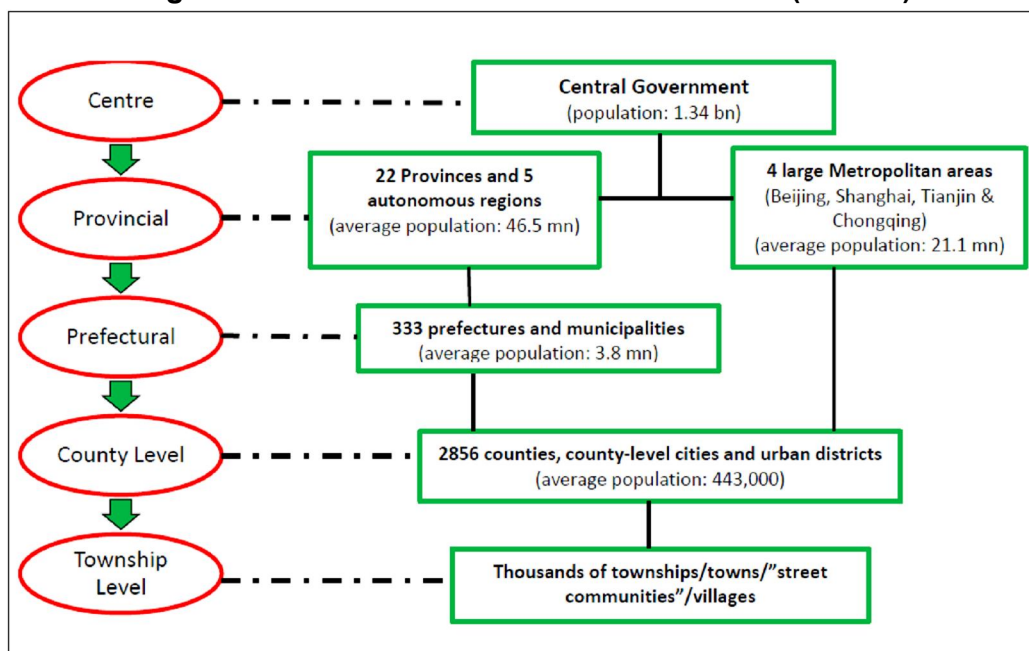 Centre
Central Government
(population: 1.34 bn)
Provincial
22 Provinces and 5
autonomous regions
(average population: 46.5 mn)
4 large Metropolitan areas
(Beijing, Shanghai, Tianjin &
Chongqing)
(average population: 21.1 mn)
Prefectural
333 prefectures and municipalities
(average population: 3.8 mn)
County Level
2856 counties, county-level cities and urban districts
(average population: 443,000)
Township
Level
Thousands of townships/towns/”street
communities”/villages